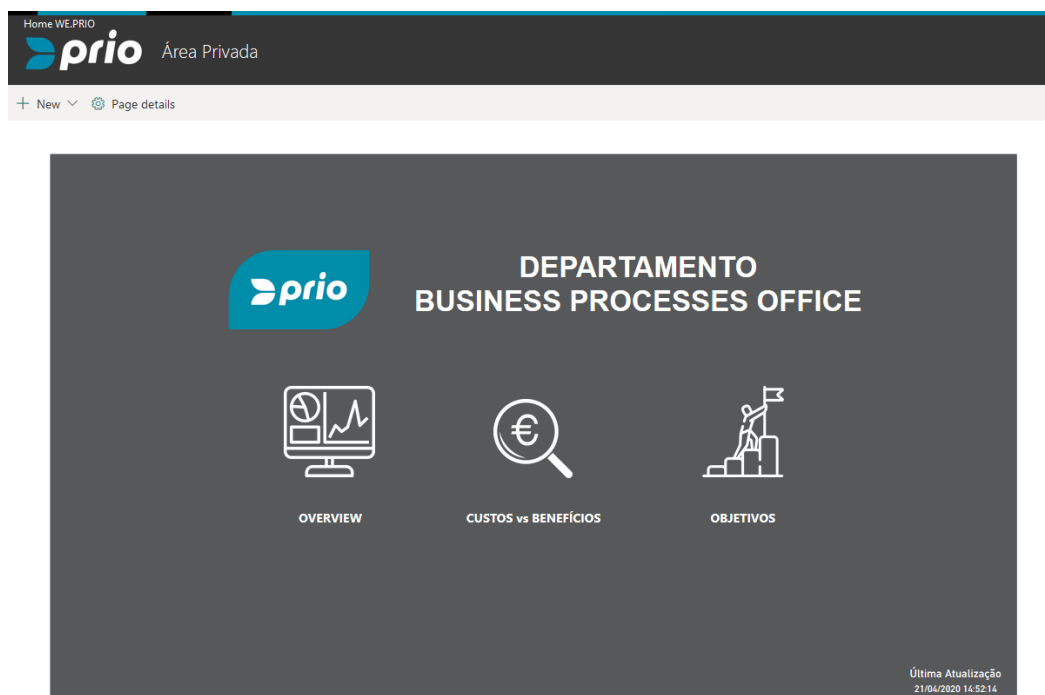 Home WE.PRIO
prio Área Privada
New Page details
prio
DEPARTAMENTO
BUSINESS PROCESSES OFFICE
€
OVERVIEW CUSTOS vs BENEFÍCIOS OBJETIVOS
Última Atualização
21/04/2020 14:52:14